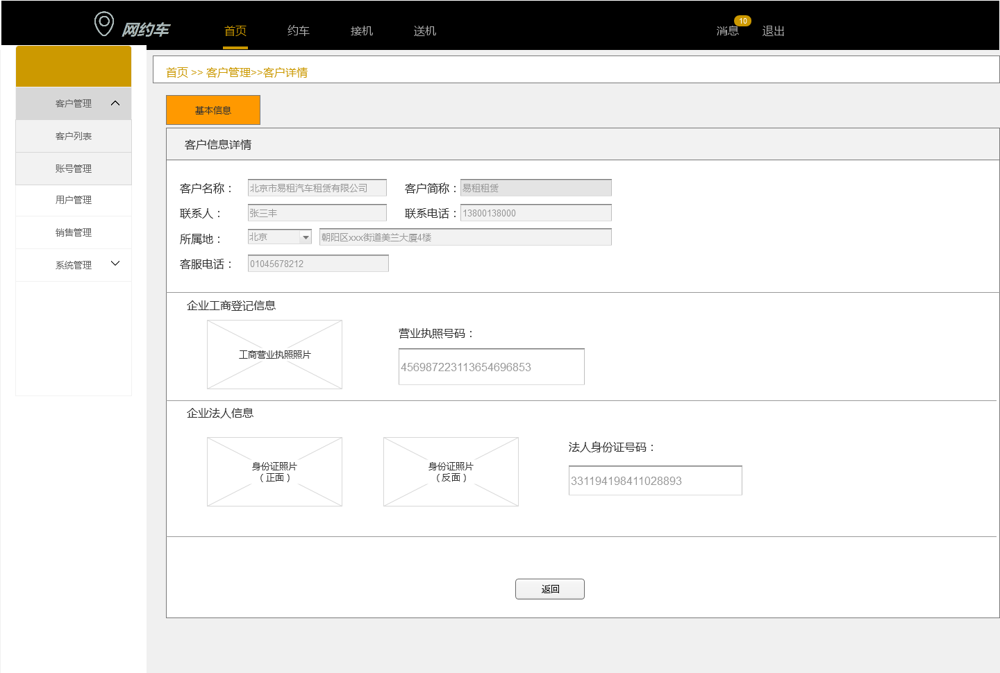 网约车
首页 约车 接机 送机
消息 10 退出
首页 >> 客户管理>>客户详情
客户管理
客户列表
账号管理
用户管理
销售管理
系统管理
基本信息
客户信息详情
客户名称： 北京市易租汽车租赁有限公司 客户简称： 易租租赁
联系人： 张三丰 联系电话： 13800138000
所属地： 北京 朝阳区xxx街道美兰大厦4楼
客服电话： 01045678212
企业工商登记信息
工商营业执照照片
营业执照号码：
456987223113654696853
企业法人信息
身份证照片
（正面）
身份证照片
（反面）
法人身份证号码：
331194198411028893
返回